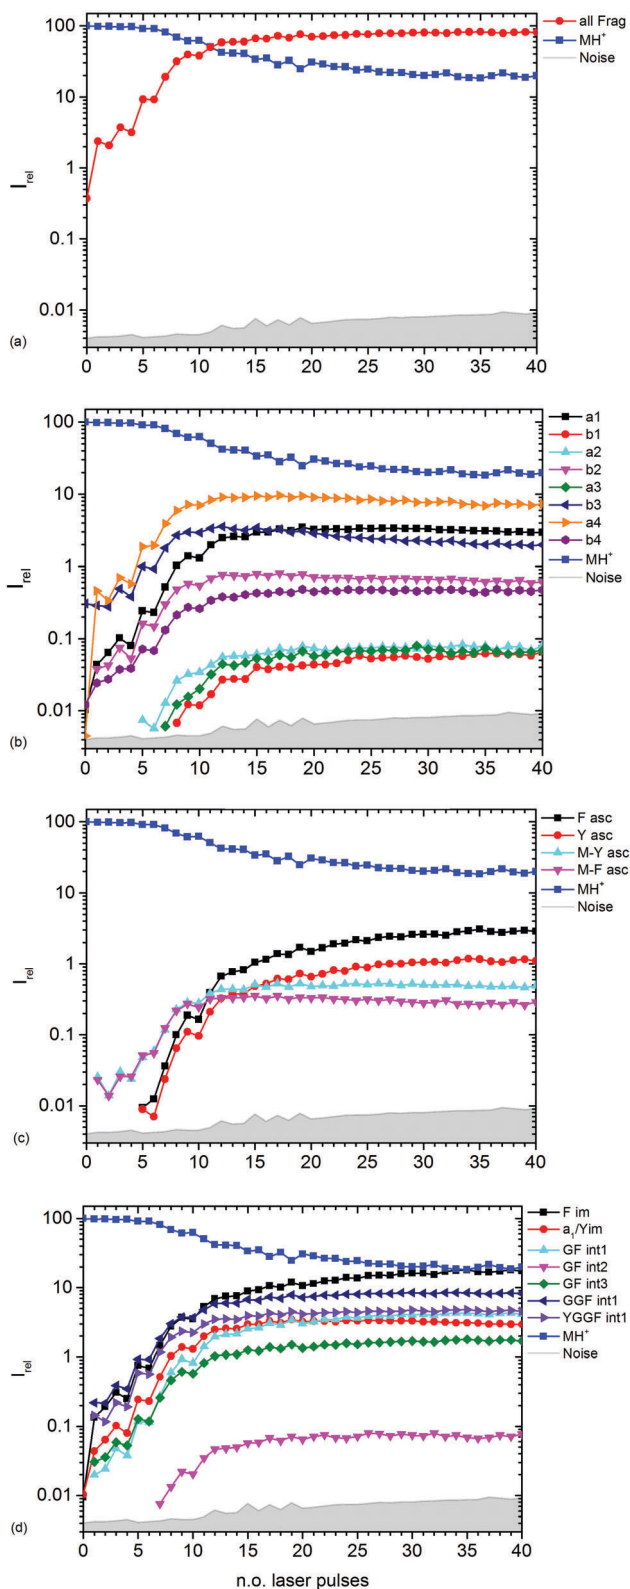 all Frag
MH⁺
Noise
100
10
1
0.1
0.01
I_rel
(a)
0 5 10 15 20 25 30 35 40
a1
b1
a2
b2
a3
b3
a4
b4
MH⁺
Noise
100
10
1
0.1
0.01
I_rel
(b)
0 5 10 15 20 25 30 35 40
F asc
Y asc
M-Y asc
M-F asc
MH⁺
Noise
100
10
1
0.1
0.01
I_rel
(c)
0 5 10 15 20 25 30 35 40
F im
a₁/Yim
GF int1
GF int2
GF int3
GGF int1
YGGF int1
MH⁺
Noise
100
10
1
0.1
0.01
I_rel
(d)
0 5 10 15 20 25 30 35 40
n.o. laser pulses